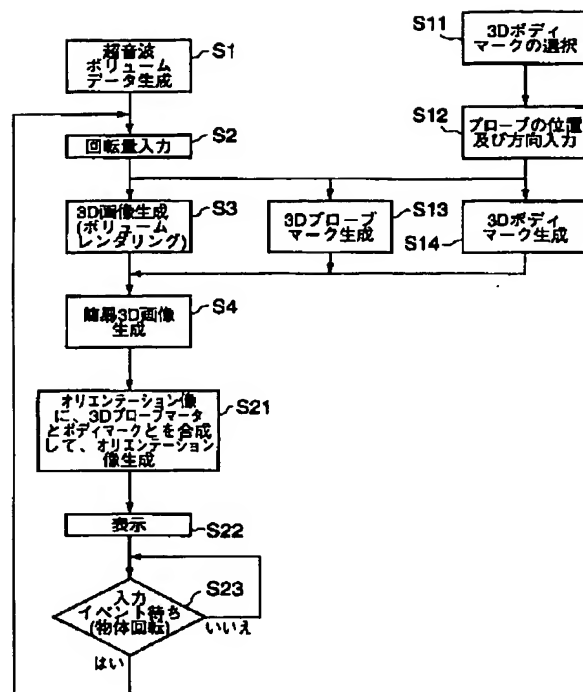 超音波
ボリューム
データ生成
S1
回転量入力
S2
S11
3Dボディ
マークの選択
S12
プローブの位置
及び方向入力
3D画像生成
(ボリューム
レンダリング)
S3
3Dプローブ
マーク生成
S13
3Dボディ
マーク生成
S14
簡易3D画像
生成
S4
オリエンテーション像
に、3Dプローブマータ
とボディマークとを合成
して、オリエンテーション
像生成
S21
表示
S22
入力
イベント待ち
(物体回転)
S23
いいえ
はい